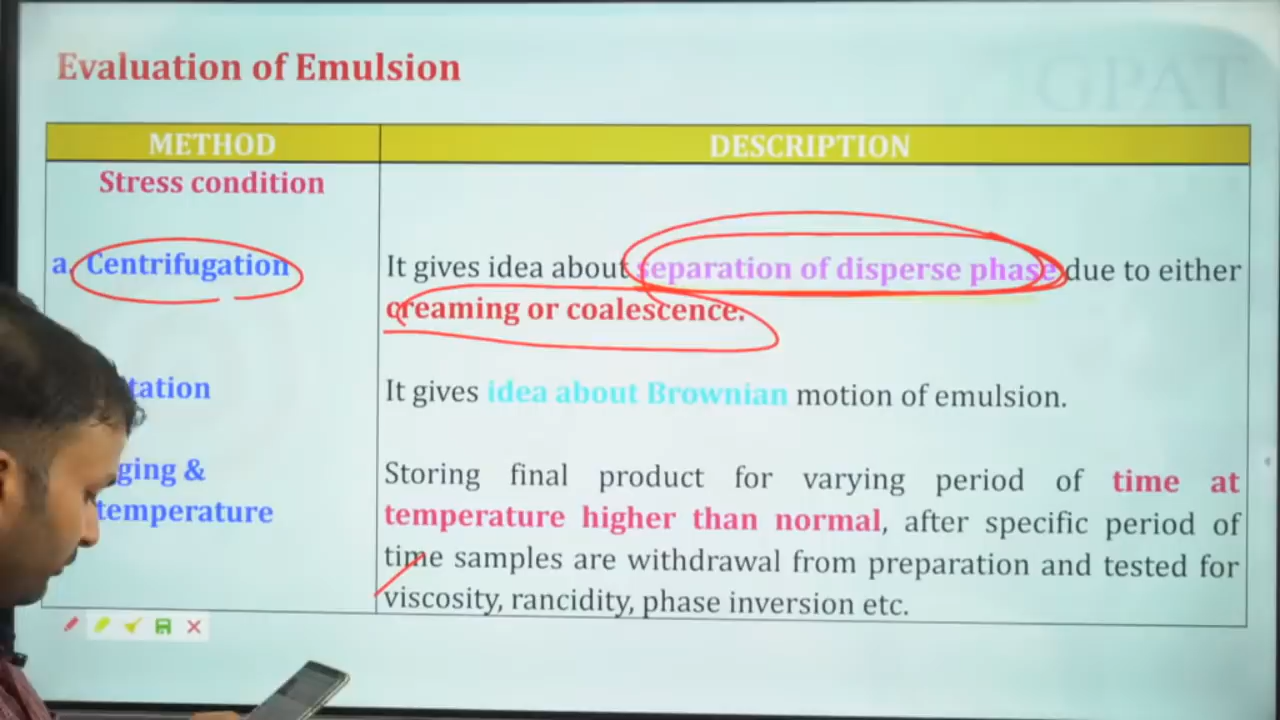 Evaluation of Emulsion
GPAT
METHOD
DESCRIPTION
Stress condition
a. Centrifugation
It gives idea about separation of disperse phase due to either
creaming or coalescence.
It gives idea about Brownian motion of emulsion.
&
temperature
Storing final product for varying period of time at
temperature higher than normal, after specific period of
time samples are withdrawal from preparation and tested for
viscosity, rancidity, phase inversion etc.